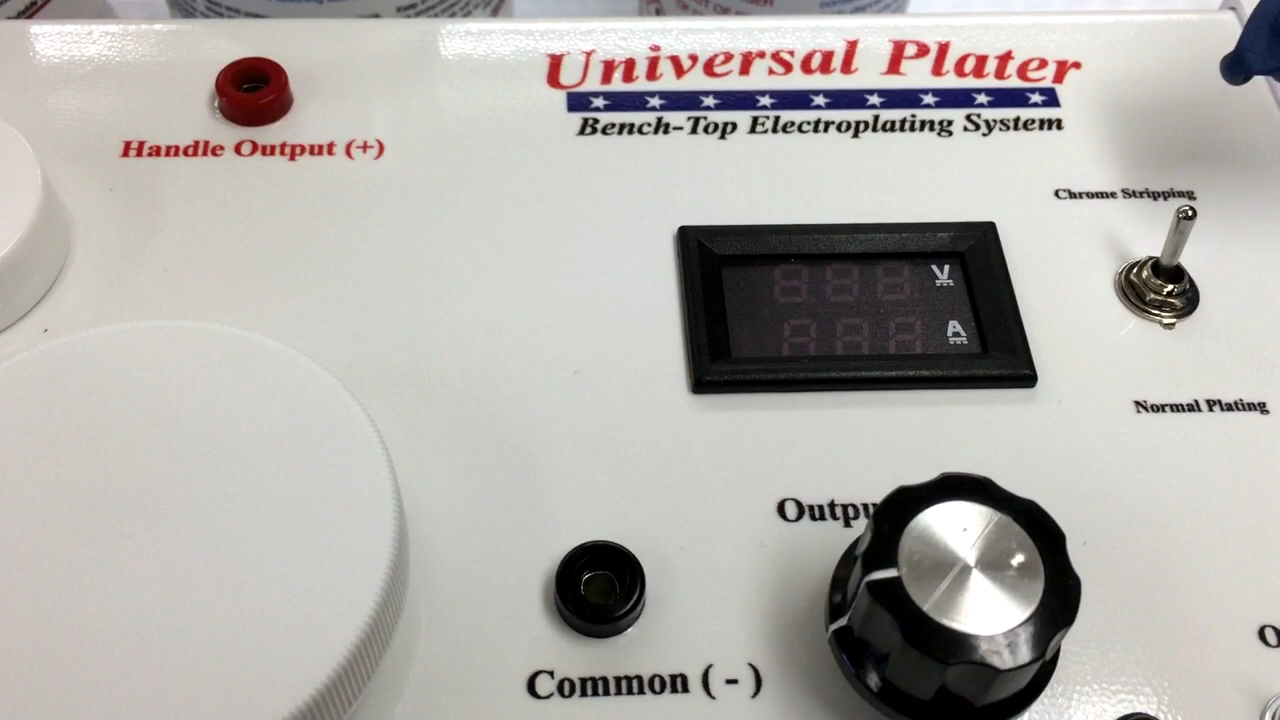 Universal Plater
Bench-Top Electroplating System
Handle Output (+)
Chrome Stripping
V
A
Normal Plating
Common ( - )